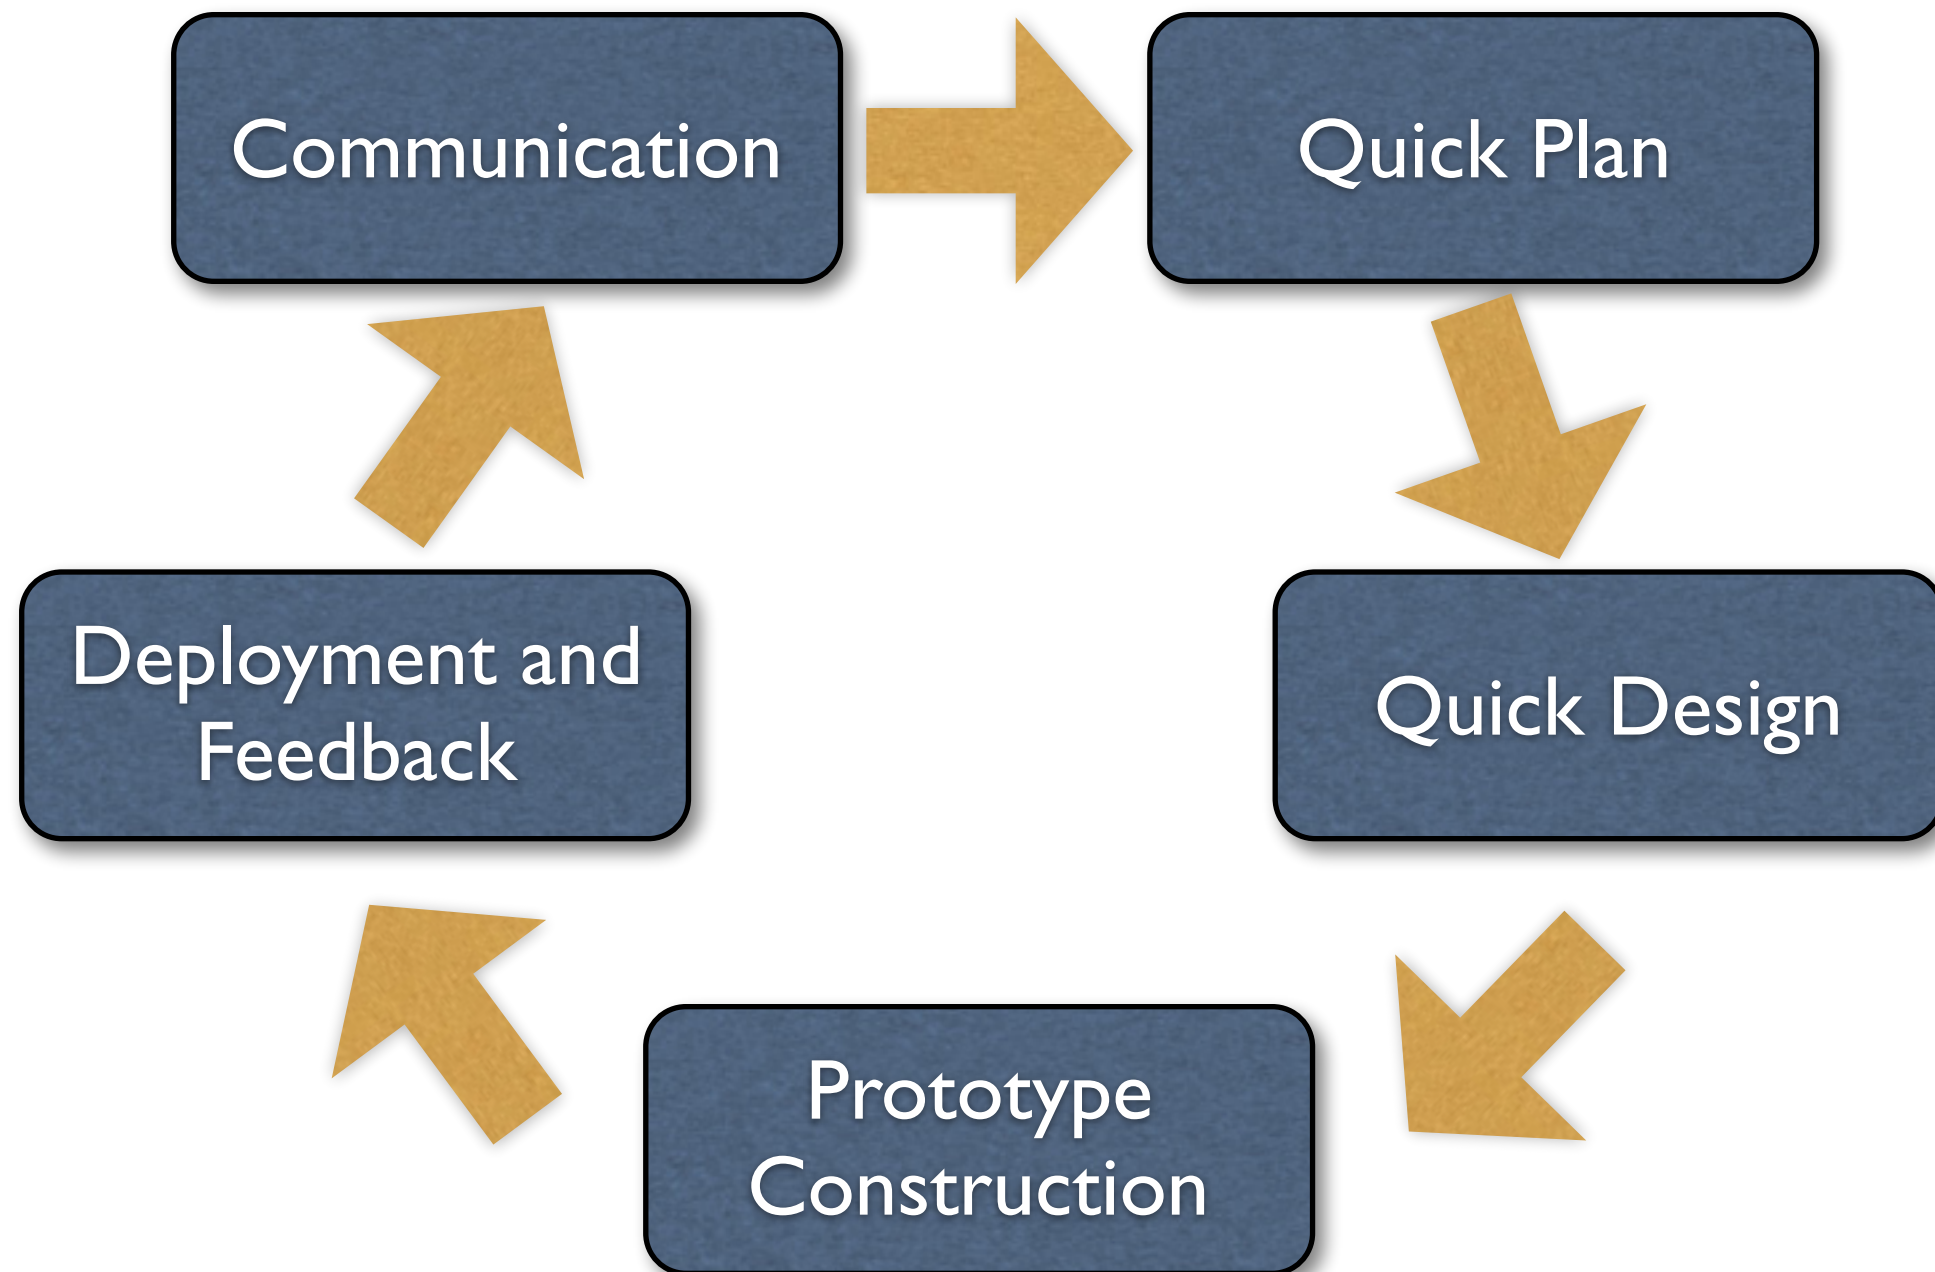 Communication
Quick Plan
Quick Design
Prototype
Construction
Deployment and
Feedback